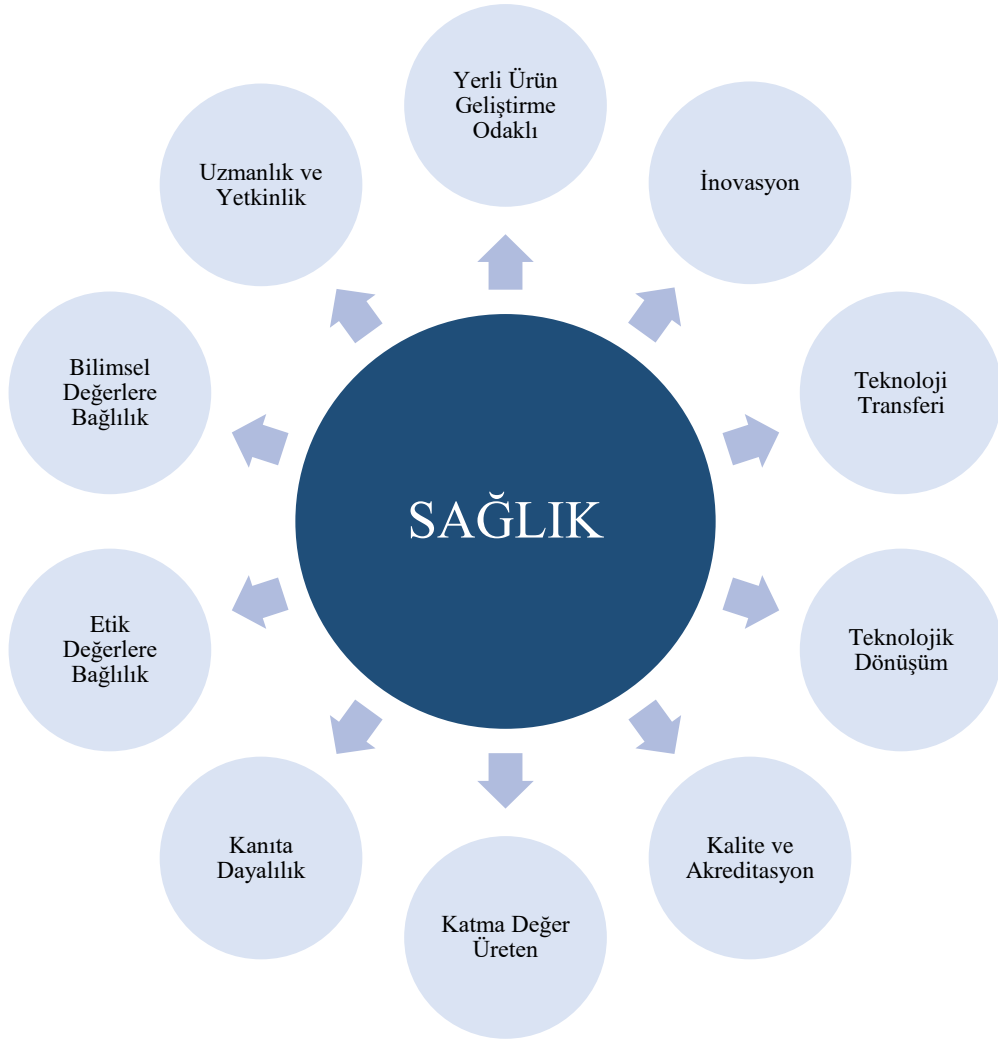 Yerli Ürün
Geliştirme
Odaklı
İnovasyon
Teknoloji
Transferi
Teknolojik
Dönüşüm
Kalite ve
Akreditasyon
Katma Değer
Üreten
Kanıta
Dayalılık
Etik
Değerlere
Bağlılık
Bilimsel
Değerlere
Bağlılık
Uzmanlık ve
Yetkinlik
SAĞLIK